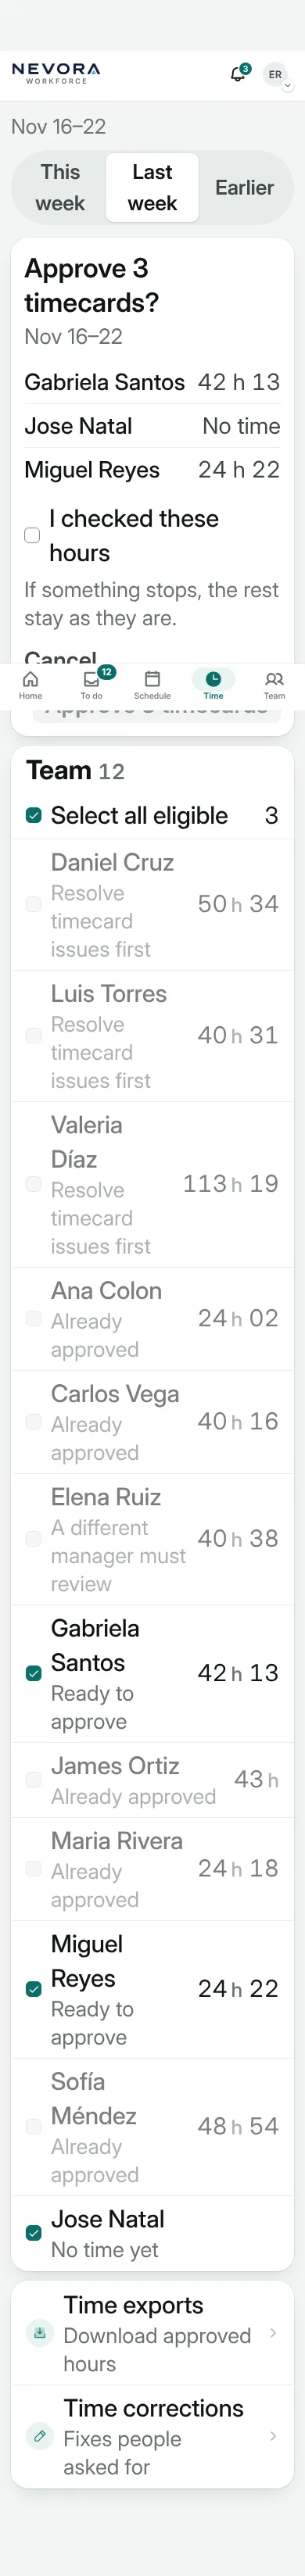 NEVORA
WORKFORCE
3
ER
Nov 16–22
This
week
Last
week
Earlier
Approve 3
timecards?
Nov 16–22
Gabriela Santos 42 h 13
Jose Natal No time
Miguel Reyes 24 h 22
I checked these
hours
If something stops, the rest
stay as they are.
Cancel
12
Home To do Schedule Time Team
Approve 3 timecards
Team 12
Select all eligible 3
Daniel Cruz
Resolve
timecard
issues first
50 h 34
Luis Torres
Resolve
timecard
issues first
40 h 31
Valeria
Díaz
Resolve
timecard
issues first
113 h 19
Ana Colon
Already
approved
24 h 02
Carlos Vega
Already
approved
40 h 16
Elena Ruiz
A different
manager must
review
40 h 38
Gabriela
Santos
Ready to
approve
42 h 13
James Ortiz
Already approved
43 h
Maria Rivera
Already
approved
24 h 18
Miguel
Reyes
Ready to
approve
24 h 22
Sofía
Méndez
Already
approved
48 h 54
Jose Natal
No time yet
Time exports
Download approved
hours
Time corrections
Fixes people
asked for